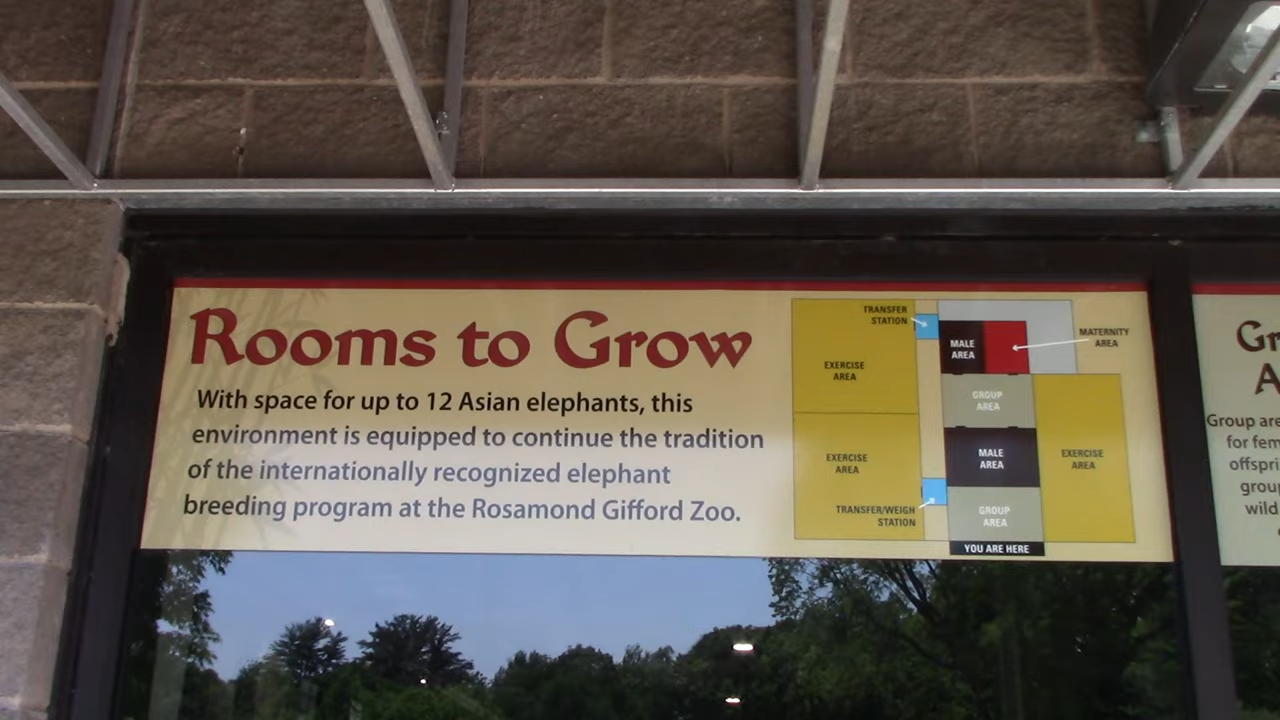 Rooms to Grow
With space for up to 12 Asian elephants, this
environment is equipped to continue the tradition
of the internationally recognized elephant
breeding program at the Rosamond Gifford Zoo.
TRANSFER
STATION
EXERCISE
AREA
MALE
AREA
MATERNITY
AREA
GROUP
AREA
EXERCISE
AREA
MALE
AREA
EXERCISE
AREA
TRANSFER/WEIGH
STATION
GROUP
AREA
YOU ARE HERE
Group are
for fem
offspri
group
wild